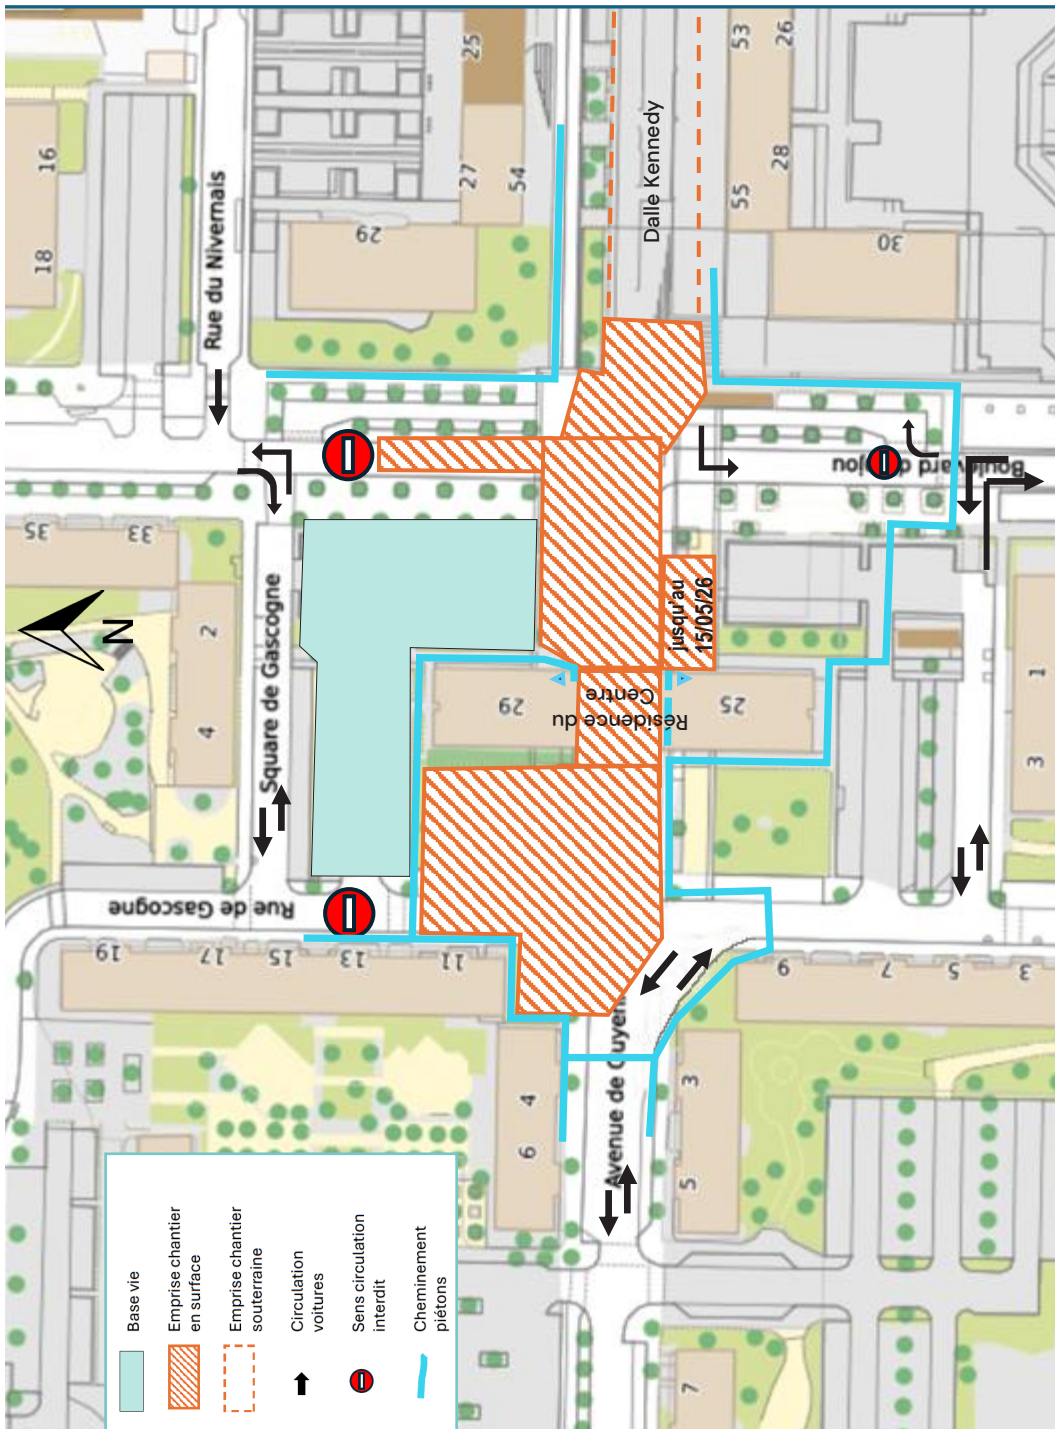 Base vie
Emprise chantier
en surface
Emprise chantier
souterraine
Circulation
voitures
Sens circulation
interdit
Cheminement
piétons
Rue du Nivernais
Square de Gascogne
Rue de Gascogne
Avenue de Guyenne
Boulevard d'Anjou
Dalle Kennedy
Résidence du
Centre
jusqu'au
15/05/26
N
16
18
25
27
54
29
53
26
55
28
30
35
33
2
4
29
25
1
3
19
17
15
13
11
9
7
5
3
4
6
3
5
7